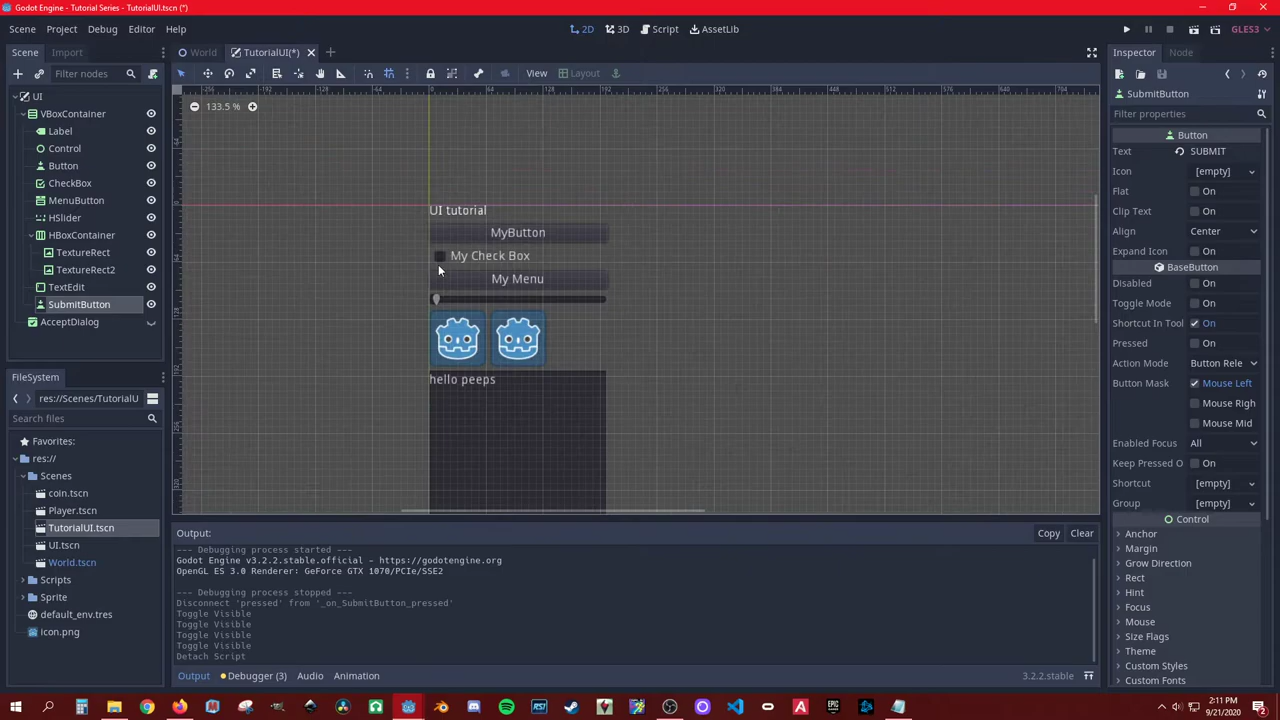 Godot Engine - Tutorial Series - TutorialUI.tscn (*)
Scene Project Debug Editor Help
2D 3D Script AssetLib
GLES3
Scene Import
World TutorialUI(*)
Inspector Node
Filter nodes
View Layout
UI
VBoxContainer
Label
Control
Button
CheckBox
MenuButton
HSlider
HBoxContainer
TextureRect
TextureRect2
TextEdit
SubmitButton
AcceptDialog
FileSystem
res://Scenes/TutorialU
Search files
Favorites:
res://
Scenes
coin.tscn
Player.tscn
TutorialUI.tscn
UI.tscn
World.tscn
Scripts
Sprite
default_env.tres
icon.png
133.5 %
UI tutorial
MyButton
My Check Box
My Menu
hello peeps
Output:
Copy Clear
--- Debugging process started ---
Godot Engine v3.2.2.stable.official - https://godotengine.org
OpenGL ES 3.0 Renderer: GeForce GTX 1070/PCIe/SSE2
--- Debugging process stopped ---
Disconnect 'pressed' from '_on_SubmitButton_pressed'
Toggle Visible
Toggle Visible
Toggle Visible
Toggle Visible
Detach Script
Output Debugger (3) Audio Animation
3.2.2.stable
SubmitButton
Filter properties
Button
Text SUBMIT
Icon [empty]
Flat On
Clip Text On
Align Center
Expand Icon On
BaseButton
Disabled On
Toggle Mode On
Shortcut In Tool On
Pressed On
Action Mode Button Rele
Button Mask Mouse Left
Mouse Righ
Mouse Mid
Enabled Focus All
Keep Pressed O On
Shortcut [empty]
Group [empty]
Control
Anchor
Margin
Grow Direction
Rect
Hint
Focus
Mouse
Size Flags
Theme
Custom Styles
Custom Fonts
2:11 PM
9/21/2020